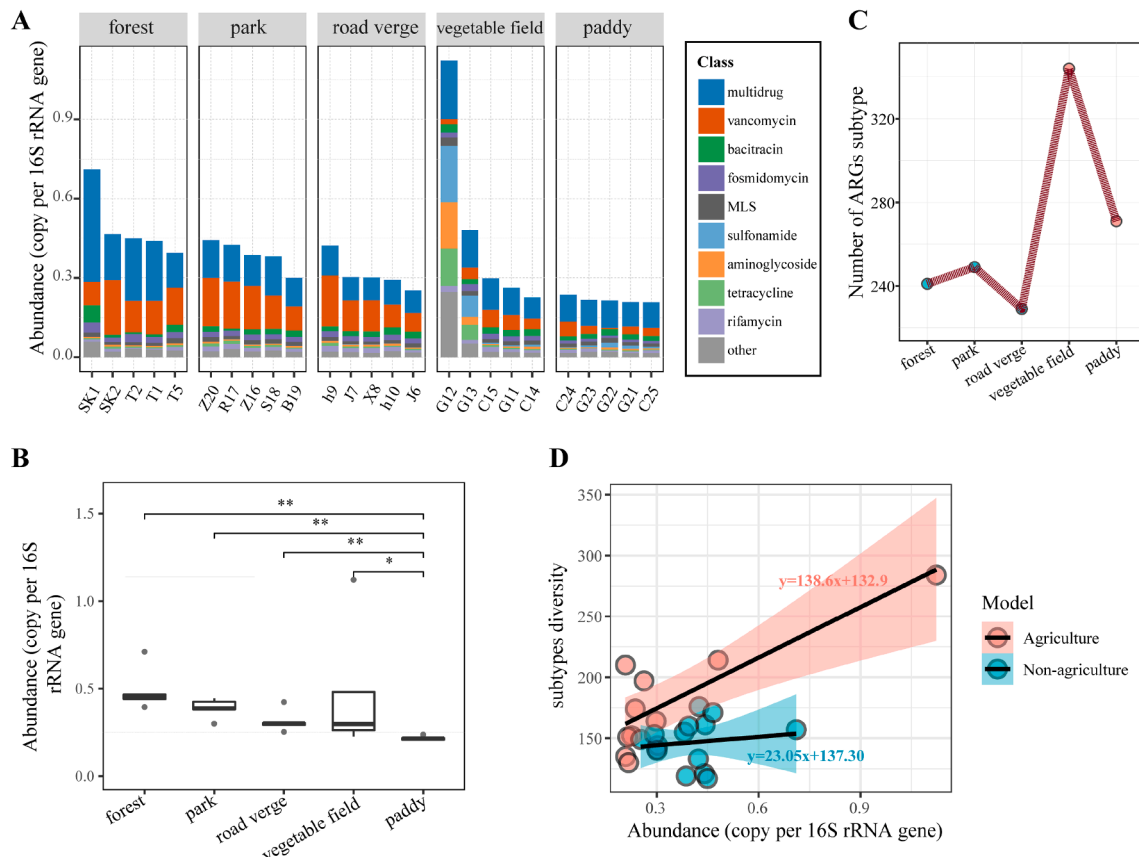 A
forest
park
road verge
vegetable field
paddy
Abundance (copy per 16S rRNA gene)
0.9
0.6
0.3
0.0
SK1
SK2
T2
T1
T5
Z20
R17
Z16
S18
B19
h9
J7
X8
h10
J6
G12
G13
C15
G11
C14
C24
G23
G22
G21
C25
Class
multidrug
vancomycin
bacitracin
fosmidomycin
MLS
sulfonamide
aminoglycoside
tetracycline
rifamycin
other
C
Number of ARGs subtype
320
280
240
forest
park
road verge
vegetable field
paddy
B
Abundance (copy per 16S
rRNA gene)
1.5
1.0
0.5
0.0
**
**
**
*
forest
park
road verge
vegetable field
paddy
D
subtypes diversity
350
300
250
200
150
y=138.6x+132.9
y=23.05x+137.30
0.3
0.6
0.9
Abundance (copy per 16S rRNA gene)
Model
Agriculture
Non-agriculture